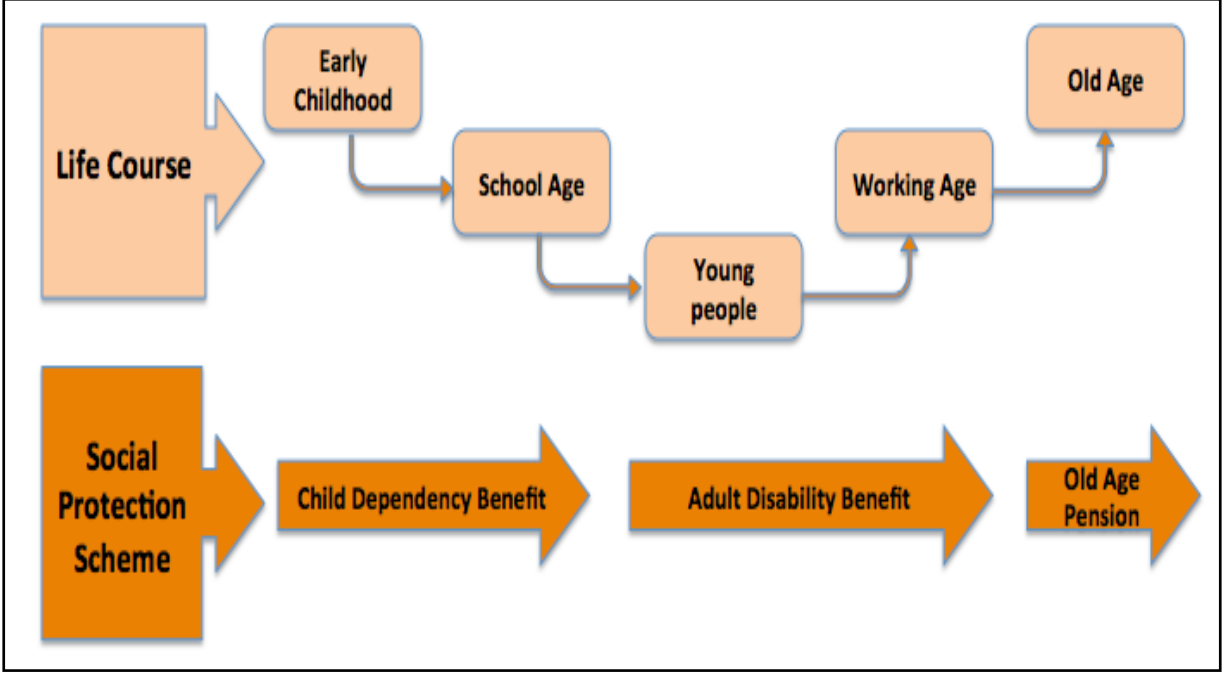 Life Course
Early
Childhood
School Age
Young
people
Working Age
Old Age
Social
Protection
Scheme
Child Dependency Benefit
Adult Disability Benefit
Old Age
Pension